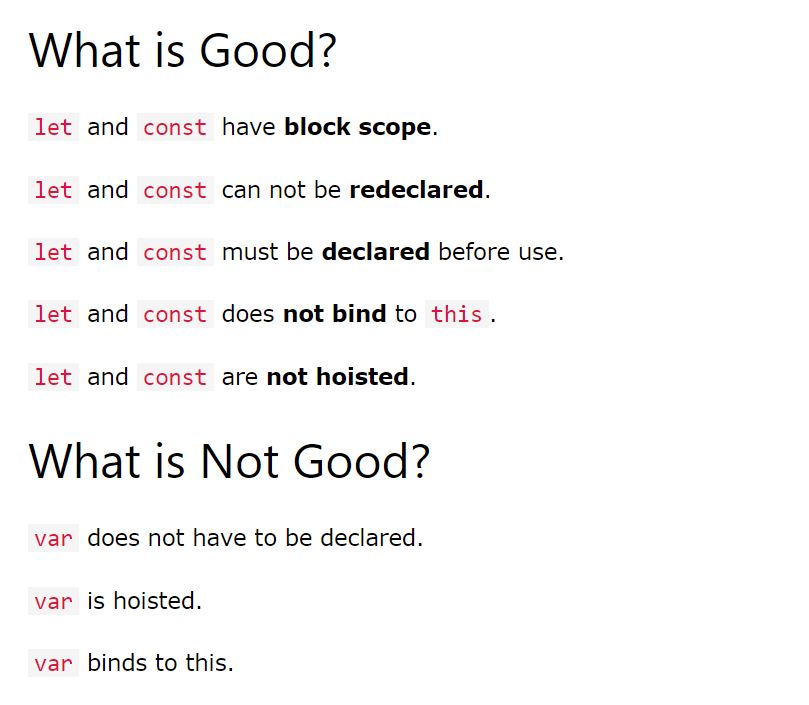 What is Good?
let and const have block scope.
let and const can not be redeclared.
let and const must be declared before use.
let and const does not bind to this.
let and const are not hoisted.
What is Not Good?
var does not have to be declared.
var is hoisted.
var binds to this.